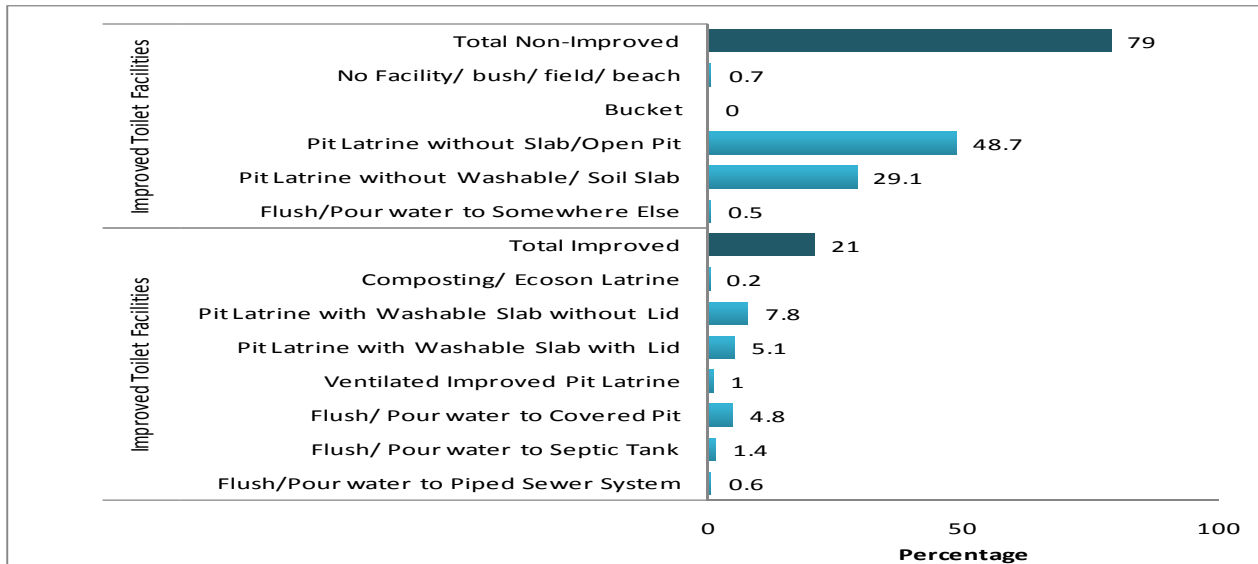 Improved Toilet Facilities
Total Non-Improved 79
No Facility/ bush/ field/ beach 0.7
Bucket 0
Pit Latrine without Slab/Open Pit 48.7
Pit Latrine without Washable/ Soil Slab 29.1
Flush/Pour water to Somewhere Else 0.5
Improved Toilet Facilities
Total Improved 21
Composting/ Ecoson Latrine 0.2
Pit Latrine with Washable Slab without Lid 7.8
Pit Latrine with Washable Slab with Lid 5.1
Ventilated Improved Pit Latrine 1
Flush/ Pour water to Covered Pit 4.8
Flush/ Pour water to Septic Tank 1.4
Flush/Pour water to Piped Sewer System 0.6
0 50 100
Percentage